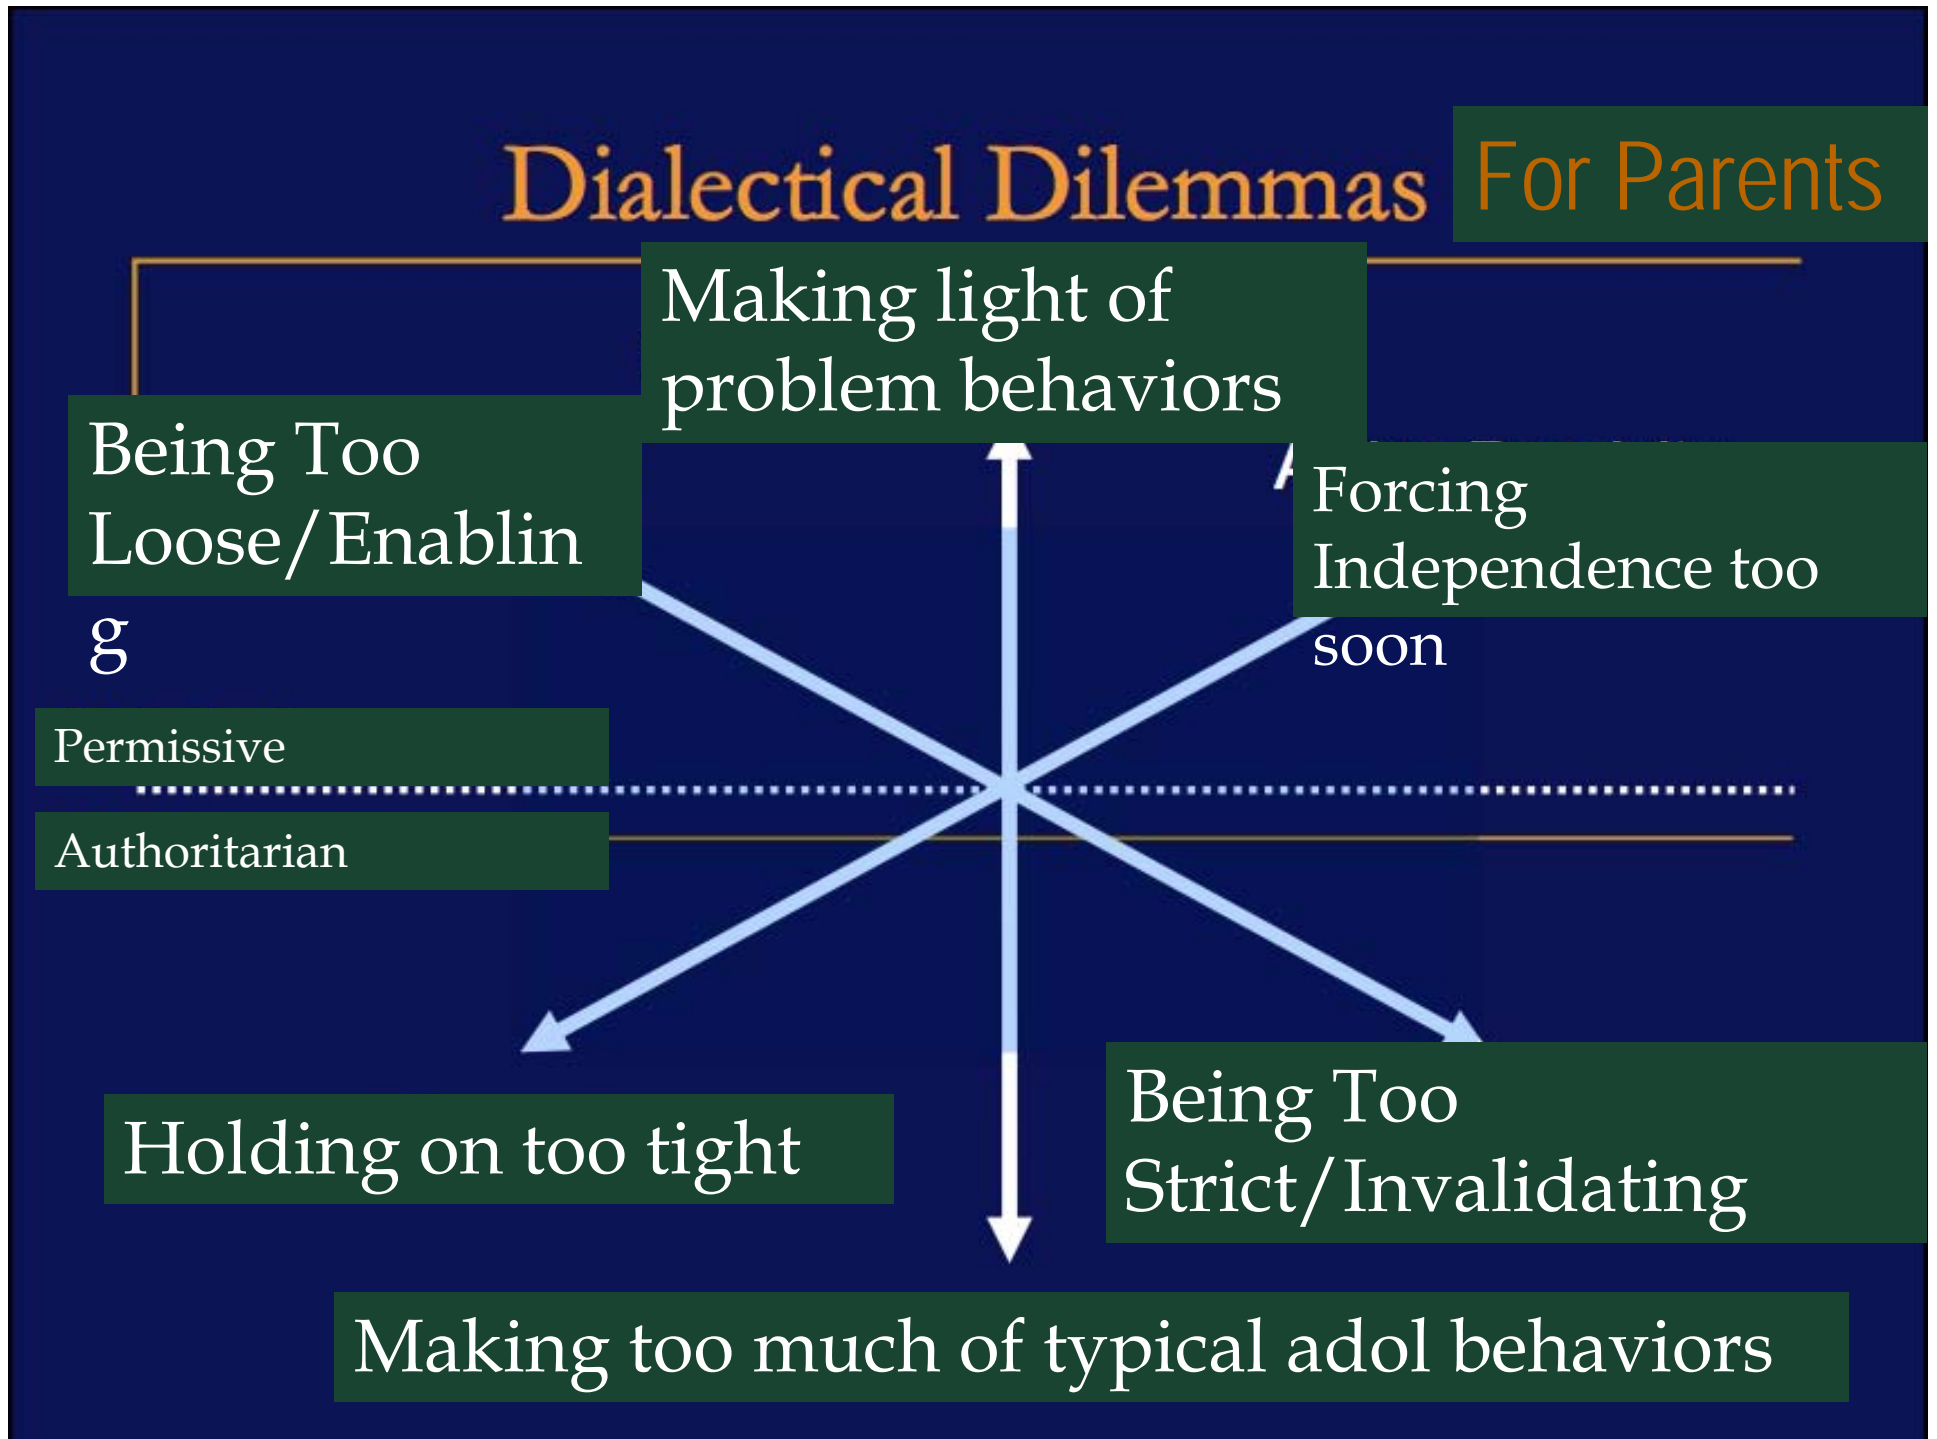 Dialectical Dilemmas For Parents
Making light of
problem behaviors
Being Too
Loose/Enablin
g
Forcing
Independence too
soon
Permissive
Authoritarian
Holding on too tight
Being Too
Strict/Invalidating
Making too much of typical adol behaviors